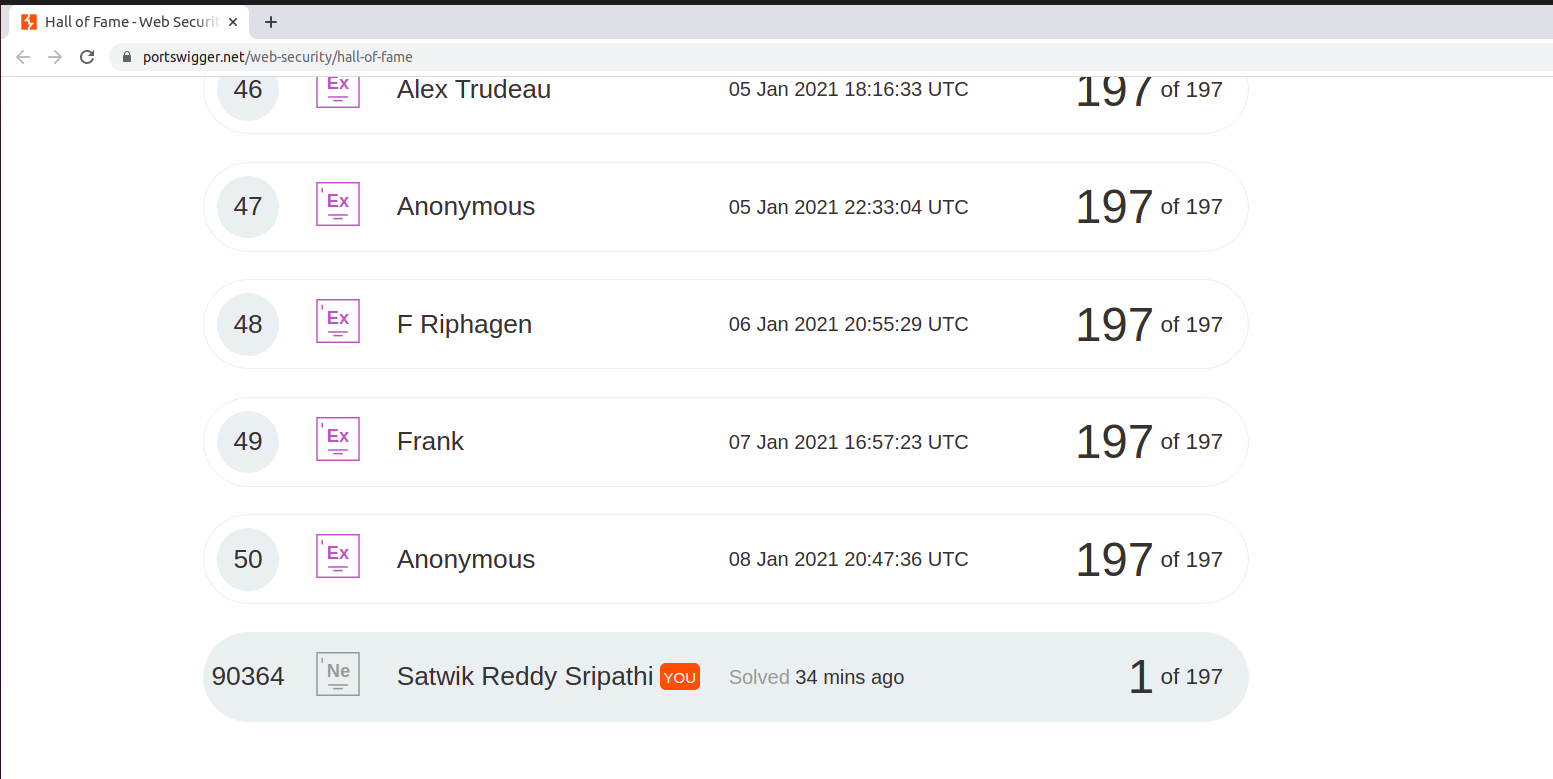 Hall of Fame - Web Securit
portswigger.net/web-security/hall-of-fame
46 Ex Alex Trudeau 05 Jan 2021 18:16:33 UTC 197 of 197
47 Ex Anonymous 05 Jan 2021 22:33:04 UTC 197 of 197
48 Ex F Riphagen 06 Jan 2021 20:55:29 UTC 197 of 197
49 Ex Frank 07 Jan 2021 16:57:23 UTC 197 of 197
50 Ex Anonymous 08 Jan 2021 20:47:36 UTC 197 of 197
90364 Ne Satwik Reddy Sripathi YOU Solved 34 mins ago 1 of 197